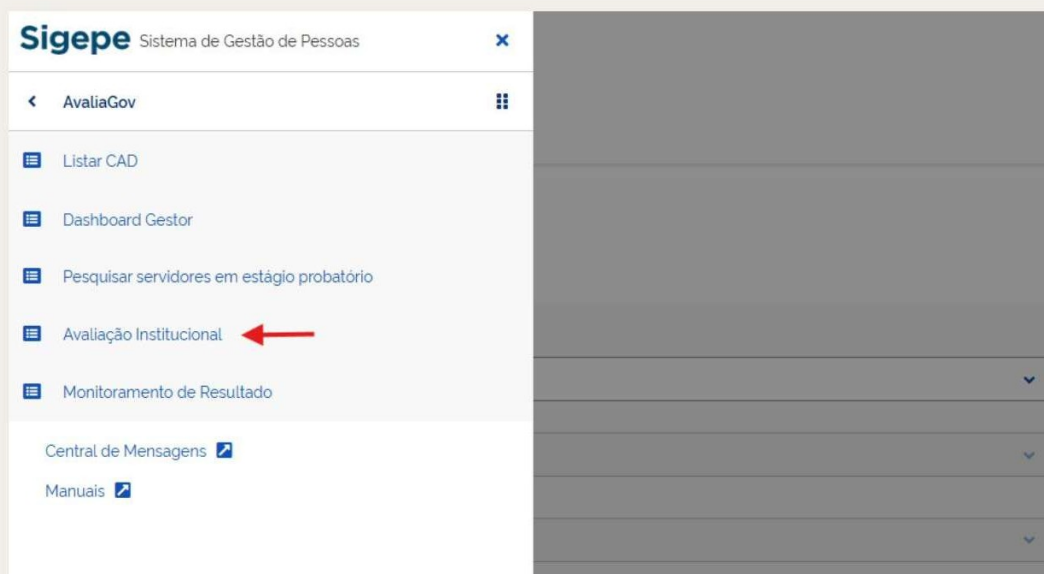 Sigepe Sistema de Gestão de Pessoas
AvaliaGov
Listar CAD
Dashboard Gestor
Pesquisar servidores em estágio probatório
Avaliação Institucional
Monitoramento de Resultado
Central de Mensagens
Manuais